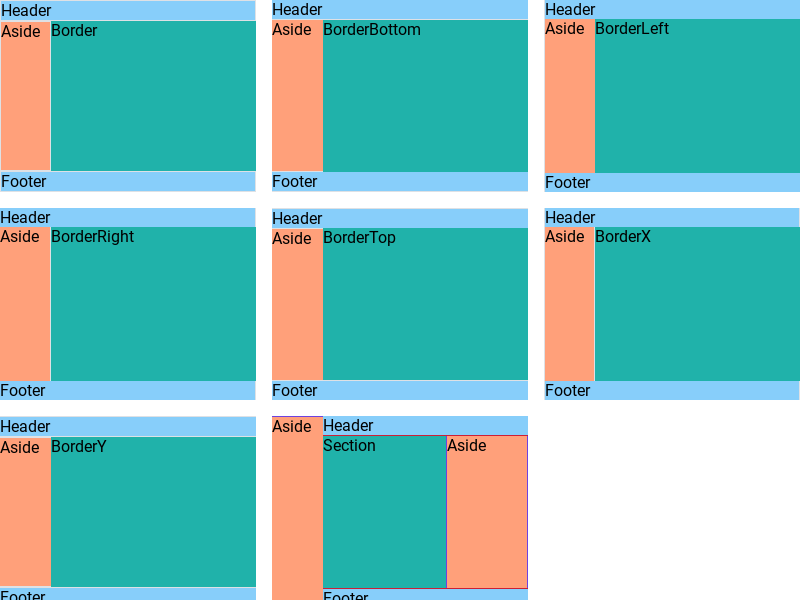 Header
Aside
Border
Footer
Header
Aside
BorderBottom
Footer
Header
Aside
BorderLeft
Footer
Header
Aside
BorderRight
Footer
Header
Aside
BorderTop
Footer
Header
Aside
BorderX
Footer
Header
Aside
BorderY
Footer
Aside
Header
Section
Aside
Footer